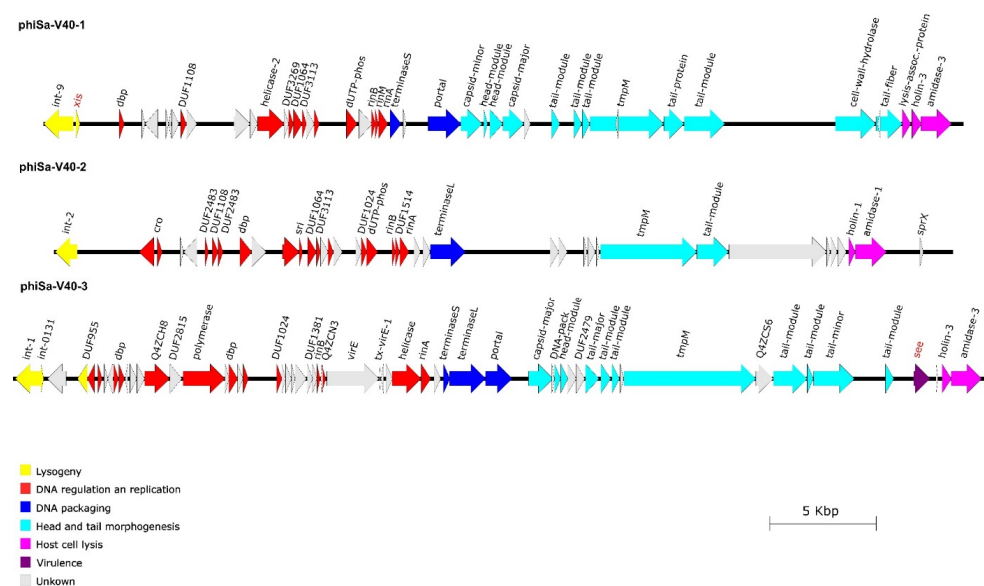 phiSa-V40-1
int-9
xis
dbp
DUF1108
helicase-2
DUF3269
DUF1064
DUF3113
dUTP-phos
rinB
rinA
terminaseS
portal
capsid-minor
head-module
head-module
capsid-major
tail-module
tail-module
tail-module
tmpM
tail-protein
tail-module
cell-wall-hydrolase
tail-fiber
lysis-assoc.-protein
holin-3
amidase-3
phiSa-V40-2
int-2
cro
DUF2483
DUF1108
DUF2483
dbp
sri
DUF1064
DUF3113
DUF1024
dUTP-phos
rinB
DUF1514
rinA
terminaseL
tmpM
tail-module
holin-1
amidase-1
sprX
phiSa-V40-3
int-1
int-0131
DUF955
dbp
Q4ZCH8
DUF2815
polymerase
dbp
DUF1024
DUF1381
rinB
Q4ZCN3
virE
tx-virE-1
helicase
rinA
terminaseS
terminaseL
portal
capsid-major
DNA-pack
head-module
DUF2479
tail-major
tail-module
tail-module
tmpM
Q4ZCS6
tail-module
tail-module
tail-minor
tail-module
see
holin-3
amidase-3
Lysogeny
DNA regulation an replication
DNA packaging
Head and tail morphogenesis
Host cell lysis
Virulence
Unkown
5 Kbp